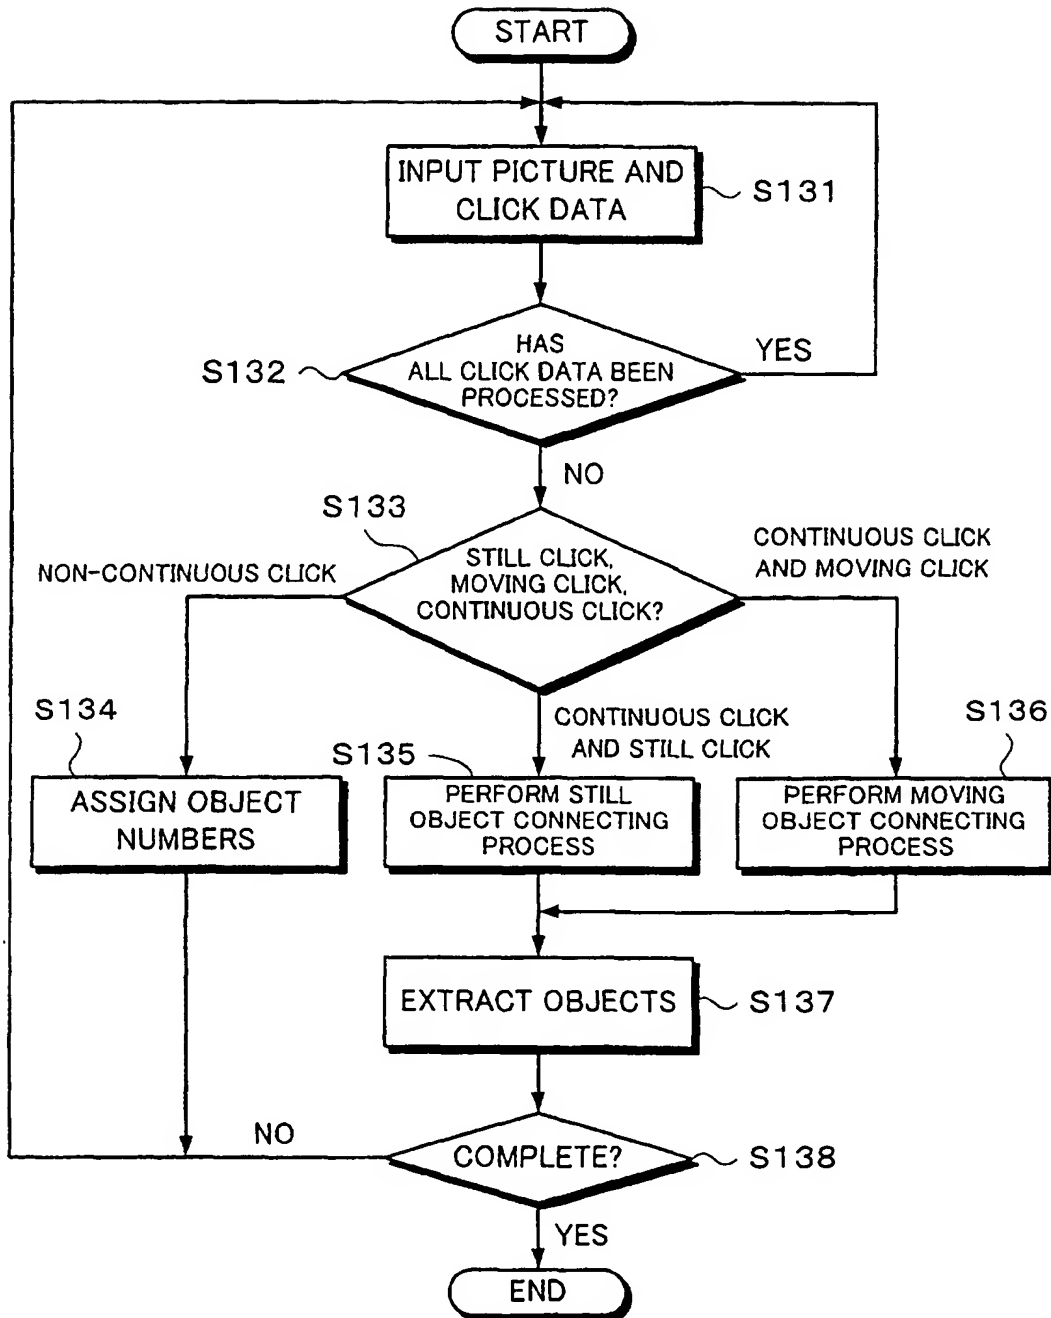 START
INPUT PICTURE AND
CLICK DATA
S131
HAS
ALL CLICK DATA BEEN
PROCESSED?
S132
YES
NO
S133
STILL CLICK,
MOVING CLICK,
CONTINUOUS CLICK?
NON-CONTINUOUS CLICK
CONTINUOUS CLICK
AND MOVING CLICK
CONTINUOUS CLICK
AND STILL CLICK
S134
ASSIGN OBJECT
NUMBERS
S135
PERFORM STILL
OBJECT CONNECTING
PROCESS
S136
PERFORM MOVING
OBJECT CONNECTING
PROCESS
EXTRACT OBJECTS
S137
NO
COMPLETE?
S138
YES
END